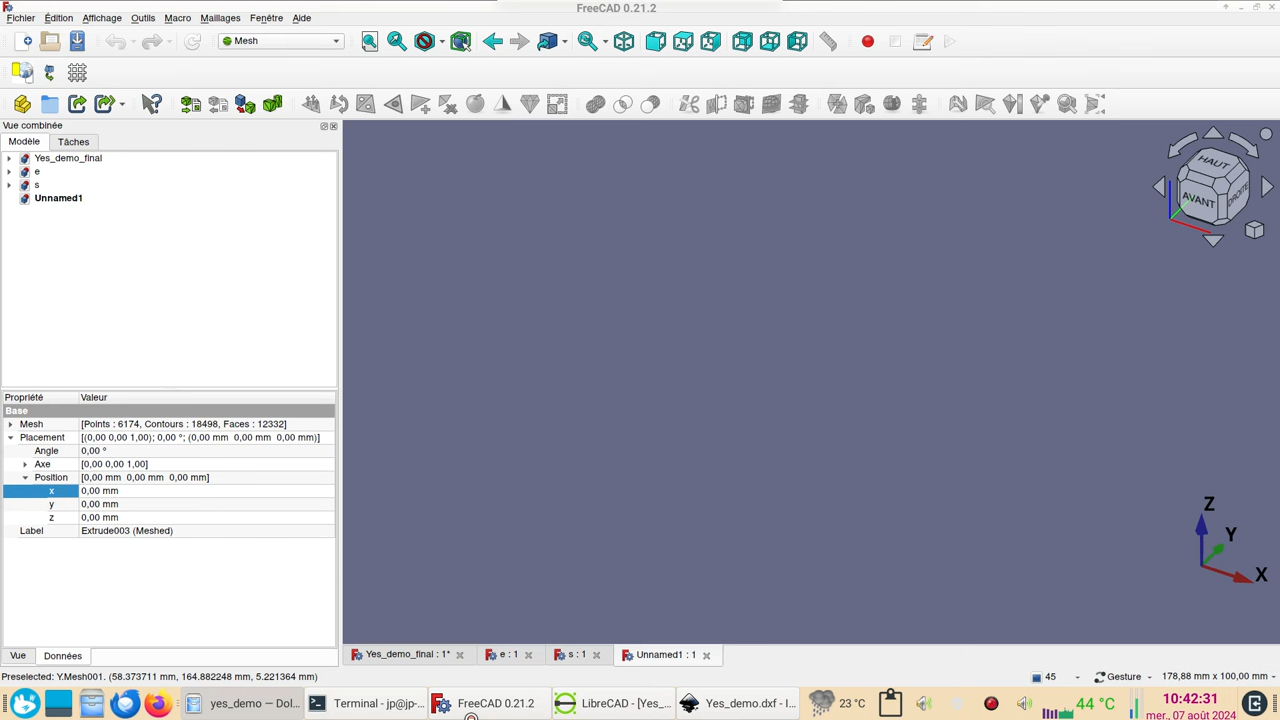 FreeCAD 0.21.2
Fichier Édition Affichage Outils Macro Maillages Fenêtre Aide
Mesh
Vue combinée
Modèle Tâches
Yes_demo_final
e
s
Unnamed1
HAUT
AVANT
DROITE
Propriété Valeur
Base
Mesh [Points : 6174, Contours : 18498, Faces : 12332]
Placement [(0,00 0,00 1,00); 0,00 °; (0,00 mm 0,00 mm 0,00 mm)]
Angle 0,00 °
Axe [0,00 0,00 1,00]
Position [0,00 mm 0,00 mm 0,00 mm]
x 0,00 mm
y 0,00 mm
z 0,00 mm
Label Extrude003 (Meshed)
Z
Y
X
Vue Données
Yes_demo_final : 1* e : 1 s : 1 Unnamed1 : 1
Preselected: Y.Mesh001. (58.373711 mm, 164.882248 mm, 5.221364 mm)
45 Gesture 178,88 mm x 100,00 mm
yes_demo — Dol... Terminal - jp@jp-... FreeCAD 0.21.2 LibreCAD - [Yes_... Yes_demo.dxf - I... 23 °C 44 °C 10:42:31
mer., 07 août 2024